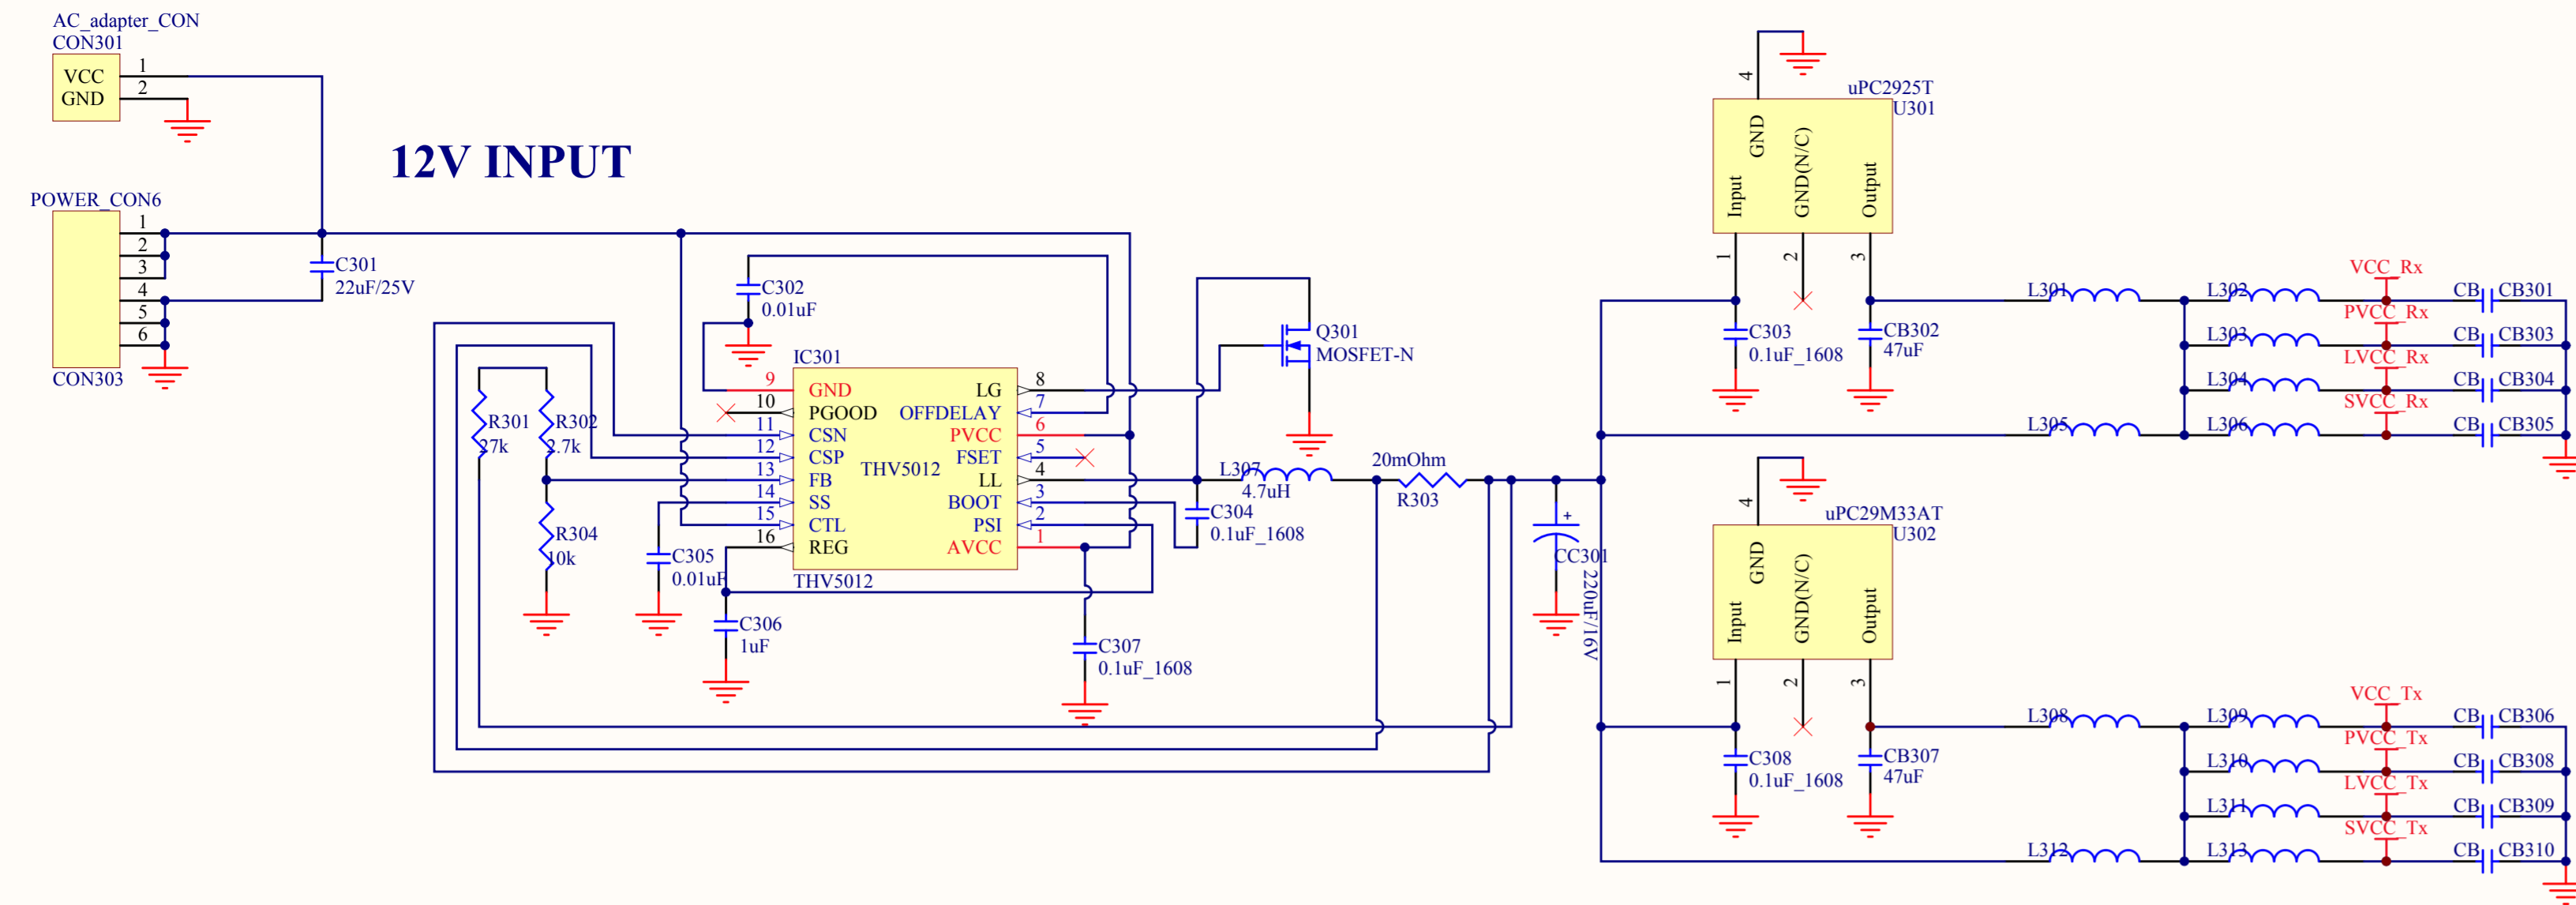 AC_adapter_CON
CON301
VCC 1
GND 2
12V INPUT
POWER_CON6
1
2
3
4
5
6
CON303
C301
22uF/25V
C302
0.01uF
IC301
9 GND
10 PGOOD
11 CSN
12 CSP
13 FB
14 SS
15 CTL
16 REG
THV5012
LG 8
OFFDELAY 7
PVCC 6
FSET 5
LL 4
BOOT 3
PSI 2
AVCC 1
THV5012
R301
27k
R302
2.7k
R304
10k
C305
0.01uF
C306
1uF
C307
0.1uF_1608
Q301
MOSFET-N
L307
4.7uH
C304
0.1uF_1608
20mOhm
R303
+
CC301
220uF/16V
uPC2925T
U301
4
GND
Input
GND(N/C)
Output
1
2
3
C303
0.1uF_1608
CB302
47uF
L301
L302
L303
L304
L305
L306
VCC_Rx
PVCC_Rx
LVCC_Rx
SVCC_Rx
CB CB301
CB CB303
CB CB304
CB CB305
uPC29M33AT
U302
4
GND
Input
GND(N/C)
Output
1
2
3
C308
0.1uF_1608
CB307
47uF
L308
L309
L310
L311
L312
L313
VCC_Tx
PVCC_Tx
LVCC_Tx
SVCC_Tx
CB CB306
CB CB308
CB CB309
CB CB310